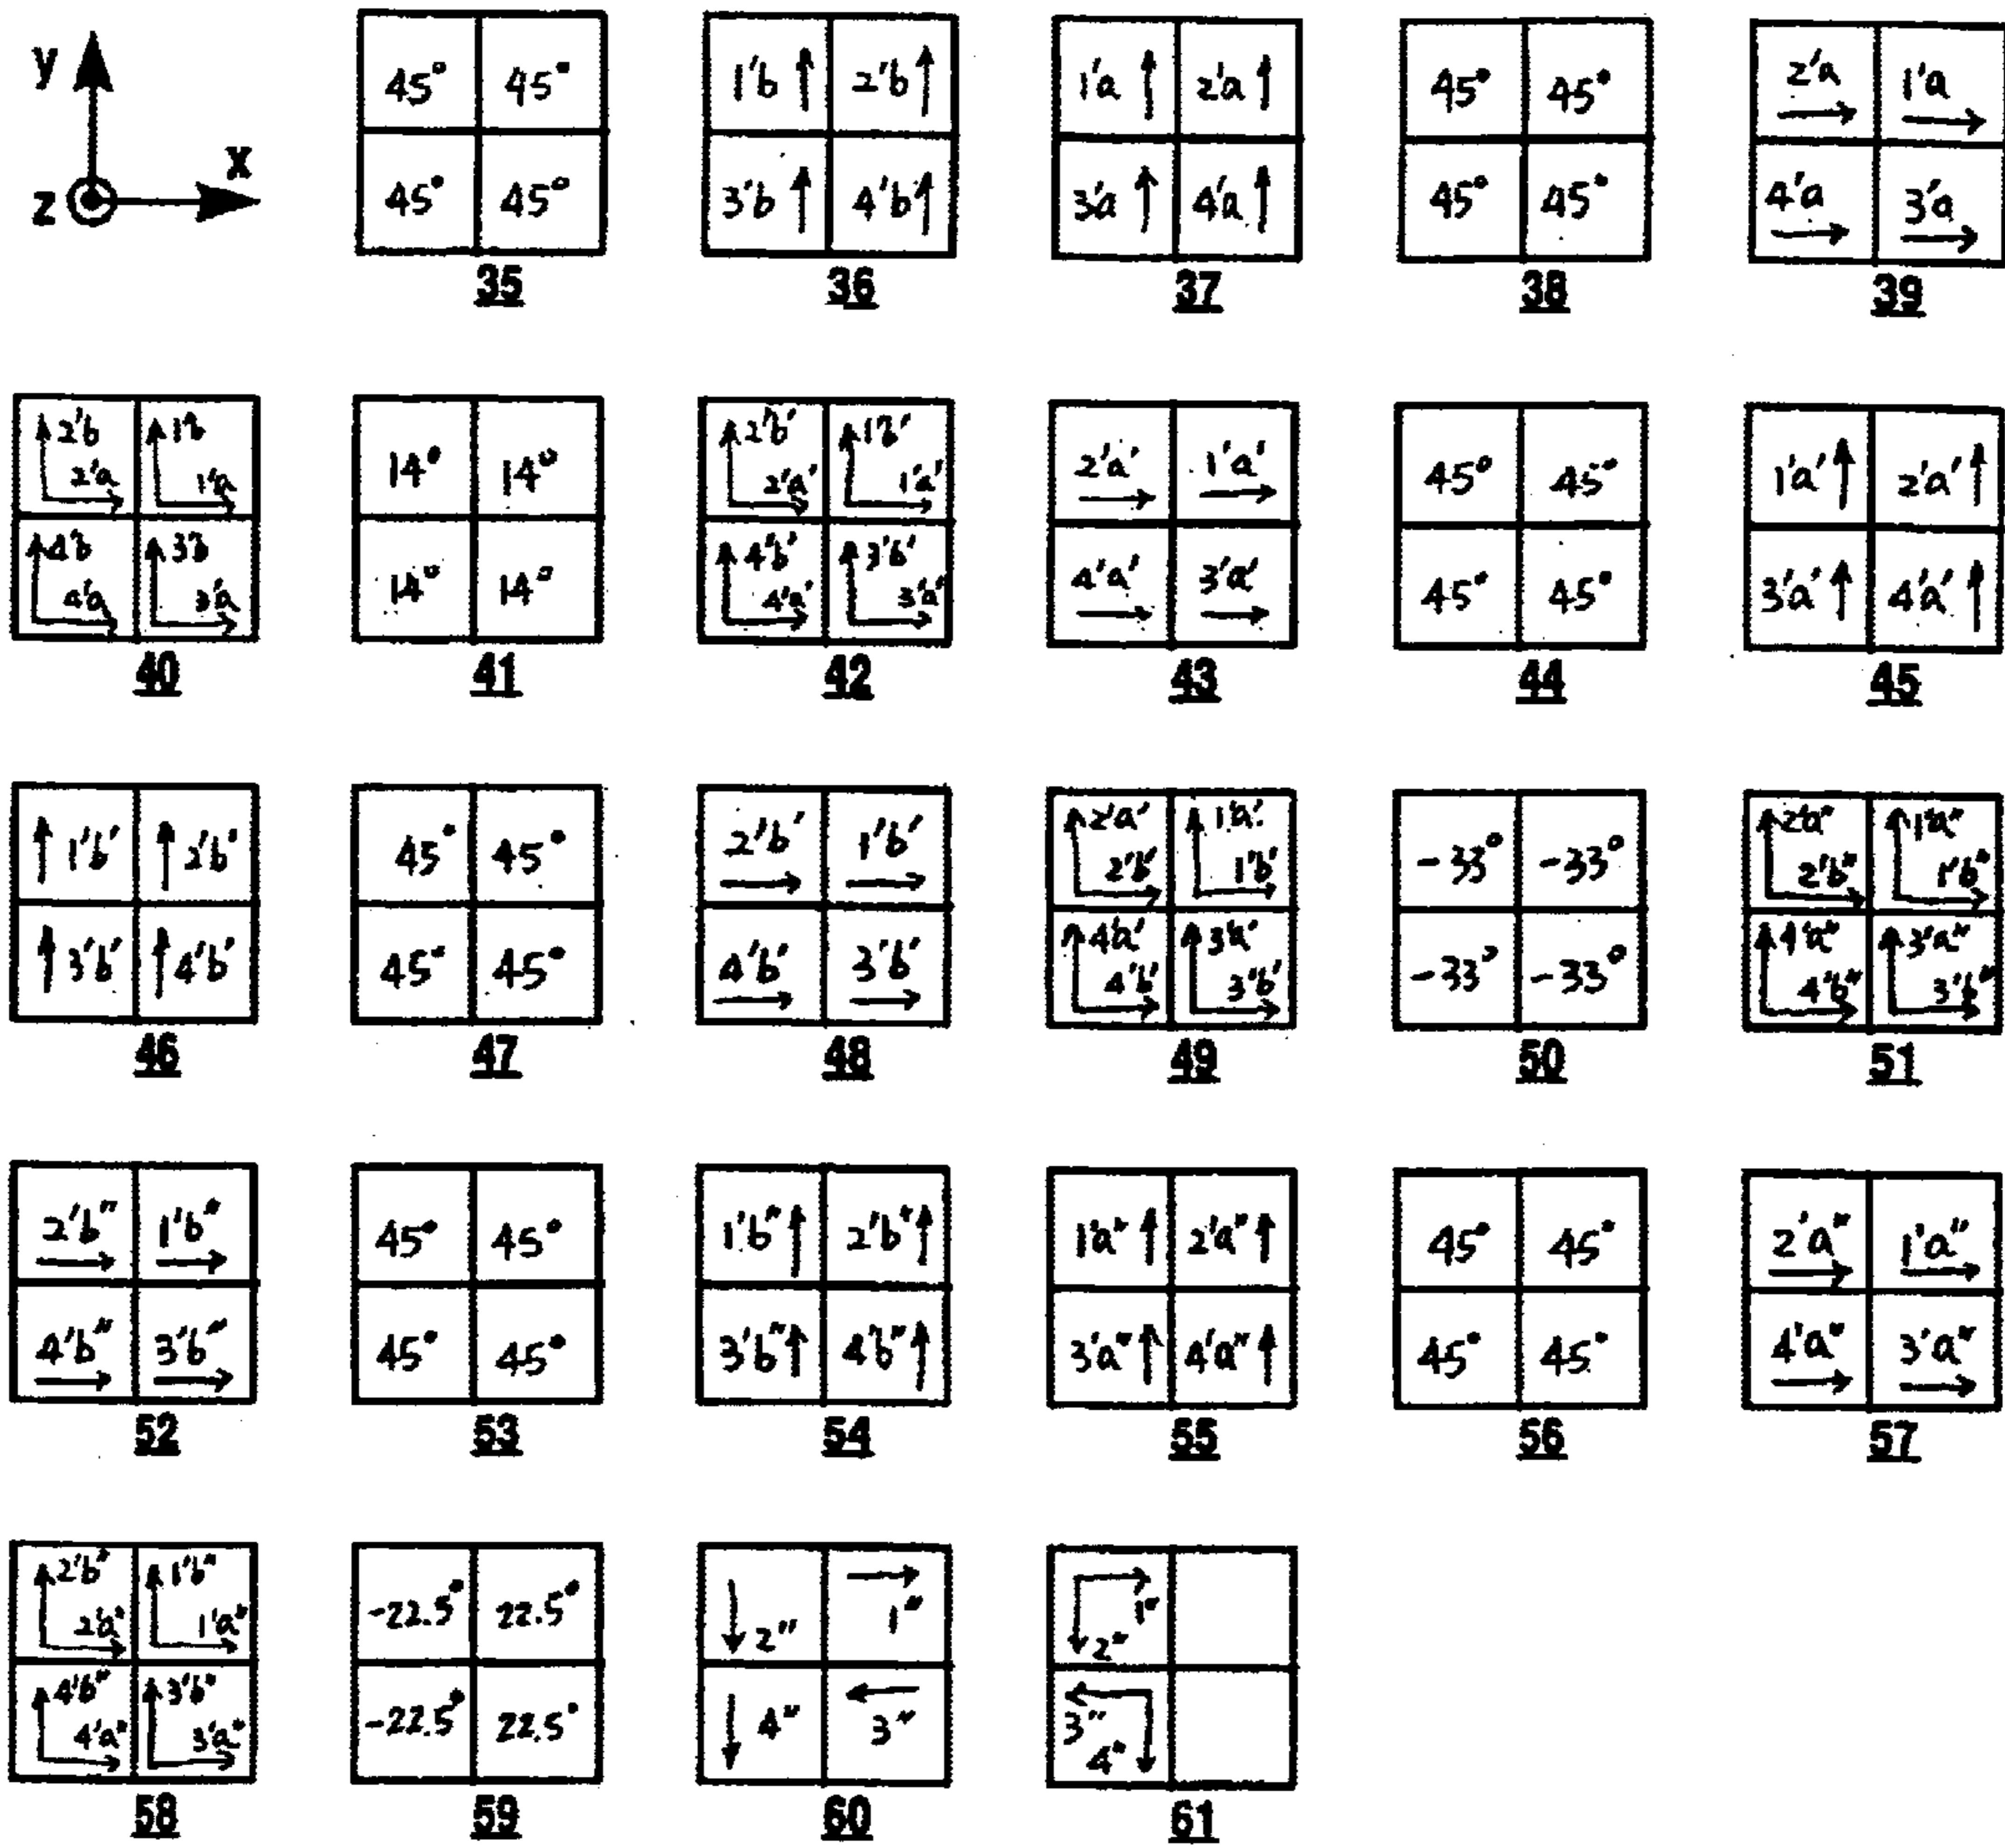 y
x
z
45° 45° 1'b 2'b 1'a 2'a 45° 45° 2'a 1'a
45° 45° 3'b 4'b 3'a 4'a 45° 45° 4'a 3'a
35 36 37 38 39
2'b 1'b 14° 14° 2'b' 1'b' 2'a' 1'a' 45° 45° 1'a' 2'a'
2'a 1'a 2'a' 1'a'
4'b 3'b 14° 14° 4'b' 3'b' 4'a' 3'a' 45° 45° 3'a' 4'a'
4'a 3'a 4'a' 3'a'
40 41 42 43 44 45
1'b' 2'b' 45° 45° 2'b' 1'b' 2'a' 1'a' -33° -33° 2'a" 1'a"
2'b' 1'b' 2'b" 1'b"
3'b' 4'b' 45° 45° 4'b' 3'b' 4'a' 3'a' -33° -33° 4'a" 3'a"
4'b' 3'b' 4'b" 3'b"
46 47 48 49 50 51
2'b" 1'b" 45° 45° 1'b" 2'b" 1'a" 2'a" 45° 45° 2'a" 1'a"
4'b" 3'b" 45° 45° 3'b" 4'b" 3'a" 4'a" 45° 45° 4'a" 3'a"
52 53 54 55 56 57
2'b" 1'b" -22.5° 22.5° 2" 1" 1"
2'a" 1'a" 2"
4'b" 3'b" -22.5° 22.5° 4" 3" 3"
4'a" 3'a" 4"
58 59 60 61